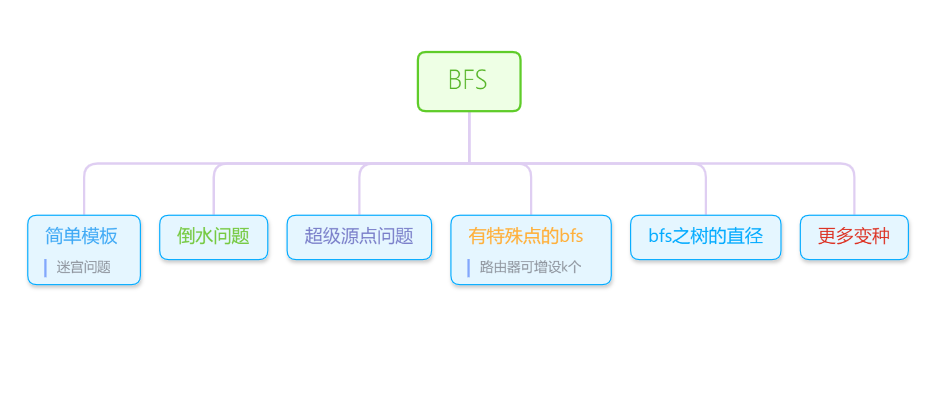 BFS
简单模板
迷宫问题
倒水问题
超级源点问题
有特殊点的bfs
路由器可增设k个
bfs之树的直径
更多变种